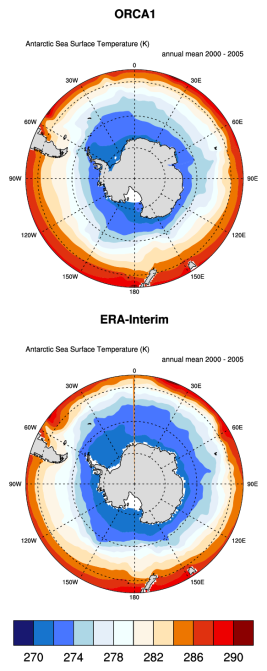 ORCA1
Antarctic Sea Surface Temperature (K)
annual mean 2000 - 2005
0
30W
30E
60W
60E
90W
90E
120W
120E
150W
150E
180
ERA-Interim
Antarctic Sea Surface Temperature (K)
annual mean 2000 - 2005
0
30W
30E
60W
60E
90W
90E
120W
120E
150W
150E
180
270 274 278 282 286 290